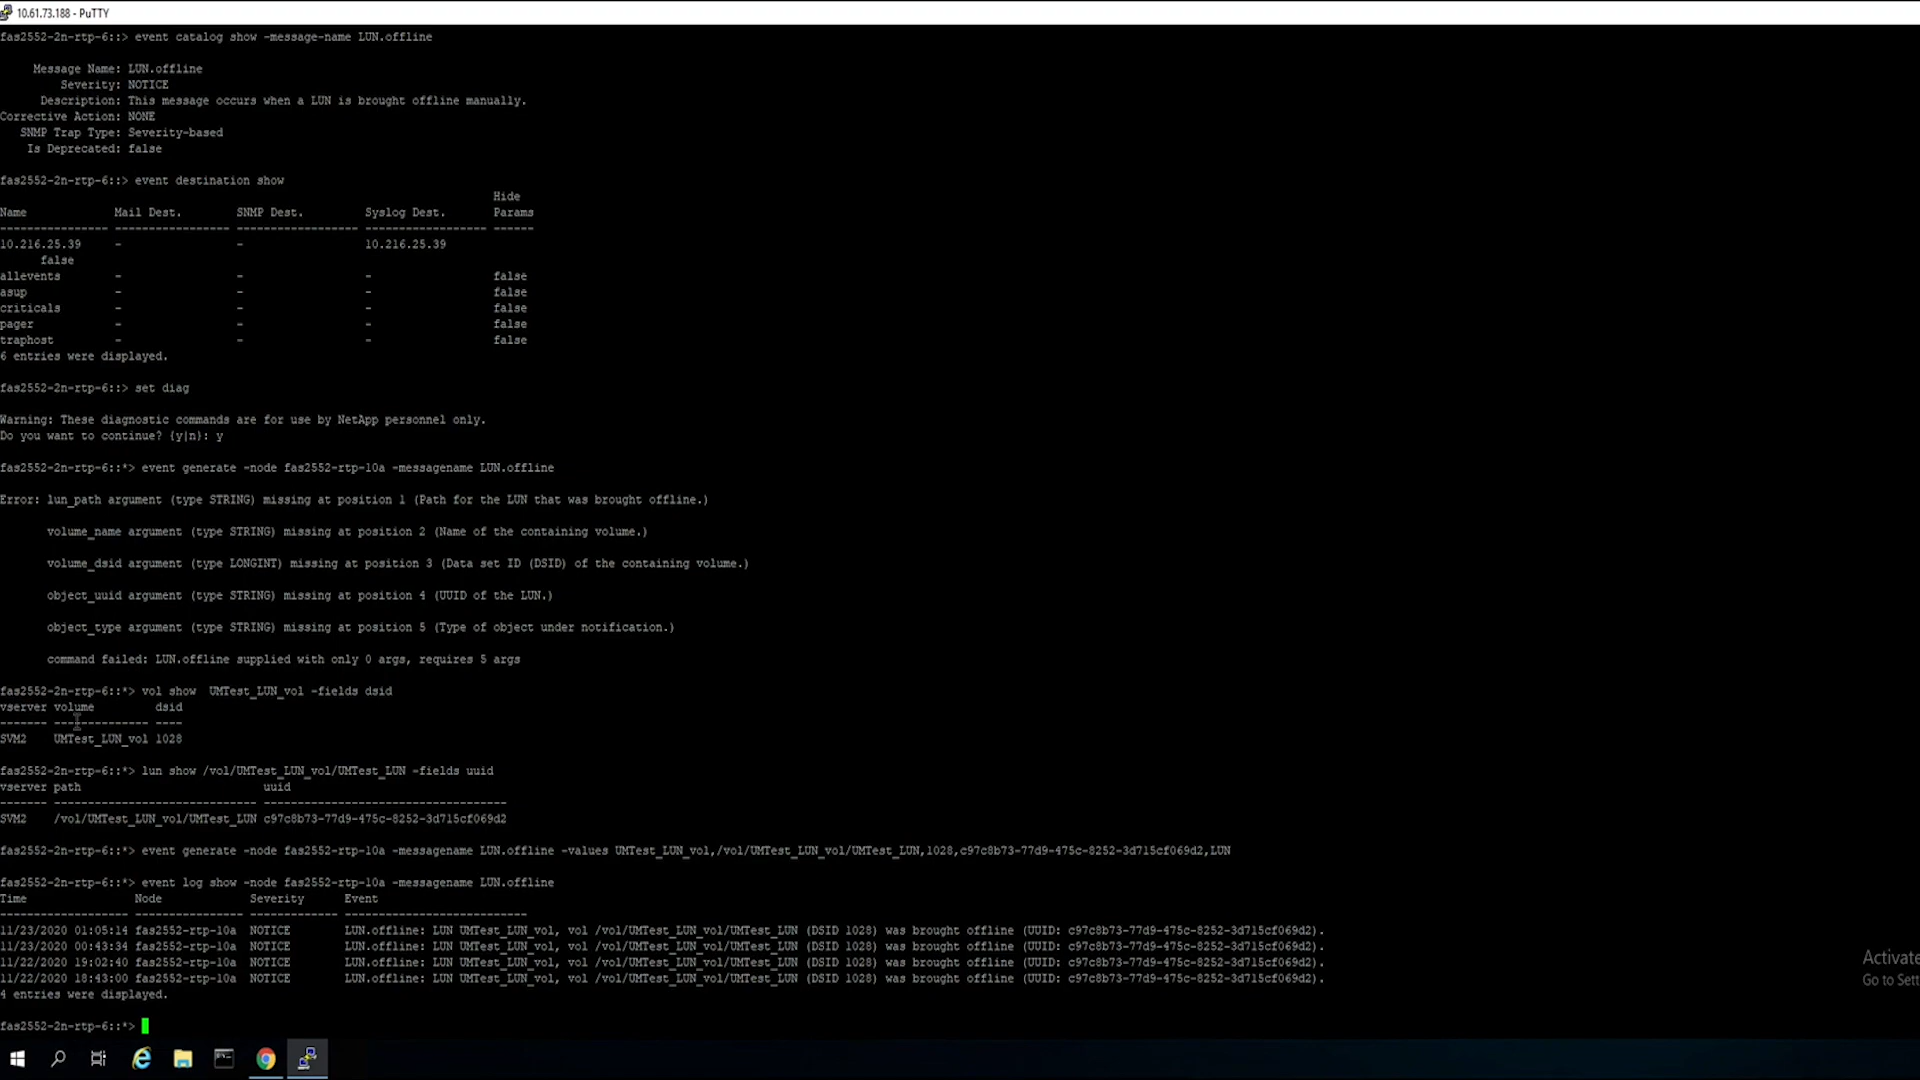 10.61.73.188 - PuTTY
fas2552-2n-rtp-6::> event catalog show -message-name LUN.offline
Message Name: LUN.offline
Severity: NOTICE
Description: This message occurs when a LUN is brought offline manually.
Corrective Action: NONE
SNMP Trap Type: Severity-based
Is Deprecated: false
fas2552-2n-rtp-6::> event destination show
Hide
Name Mail Dest. SNMP Dest. Syslog Dest. Params
---------------- ----------------- ------------------ ------------------ ------
10.216.25.39 - - 10.216.25.39
false
allevents - - - false
asup - - - false
criticals - - - false
pager - - - false
traphost - - - false
6 entries were displayed.
fas2552-2n-rtp-6::> set diag
Warning: These diagnostic commands are for use by NetApp personnel only.
Do you want to continue? {y|n}: y
fas2552-2n-rtp-6::*> event generate -node fas2552-rtp-10a -messagename LUN.offline
Error: lun_path argument (type STRING) missing at position 1 (Path for the LUN that was brought offline.)
volume_name argument (type STRING) missing at position 2 (Name of the containing volume.)
volume_dsid argument (type LONGINT) missing at position 3 (Data set ID (DSID) of the containing volume.)
object_uuid argument (type STRING) missing at position 4 (UUID of the LUN.)
object_type argument (type STRING) missing at position 5 (Type of object under notification.)
command failed: LUN.offline supplied with only 0 args, requires 5 args
fas2552-2n-rtp-6::*> vol show  UMTest_LUN_vol -fields dsid
vserver volume dsid
------- -------------- ----
SVM2 UMTest_LUN_vol 1028
fas2552-2n-rtp-6::*> lun show /vol/UMTest_LUN_vol/UMTest_LUN -fields uuid
vserver path uuid
------- ------------------------------ ------------------------------------
SVM2 /vol/UMTest_LUN_vol/UMTest_LUN c97c8b73-77d9-475c-8252-3d715cf069d2
fas2552-2n-rtp-6::*> event generate -node fas2552-rtp-10a -messagename LUN.offline -values UMTest_LUN_vol,/vol/UMTest_LUN_vol/UMTest_LUN,1028,c97c8b73-77d9-475c-8252-3d715cf069d2,LUN
fas2552-2n-rtp-6::*> event log show -node fas2552-rtp-10a -messagename LUN.offline
Time Node Severity Event
------------------- ---------------- ------------- ---------------------------
11/23/2020 01:05:14 fas2552-rtp-10a NOTICE LUN.offline: LUN UMTest_LUN_vol, vol /vol/UMTest_LUN_vol/UMTest_LUN (DSID 1028) was brought offline (UUID: c97c8b73-77d9-475c-8252-3d715cf069d2).
11/23/2020 00:43:34 fas2552-rtp-10a NOTICE LUN.offline: LUN UMTest_LUN_vol, vol /vol/UMTest_LUN_vol/UMTest_LUN (DSID 1028) was brought offline (UUID: c97c8b73-77d9-475c-8252-3d715cf069d2).
11/22/2020 19:02:40 fas2552-rtp-10a NOTICE LUN.offline: LUN UMTest_LUN_vol, vol /vol/UMTest_LUN_vol/UMTest_LUN (DSID 1028) was brought offline (UUID: c97c8b73-77d9-475c-8252-3d715cf069d2).
11/22/2020 18:43:00 fas2552-rtp-10a NOTICE LUN.offline: LUN UMTest_LUN_vol, vol /vol/UMTest_LUN_vol/UMTest_LUN (DSID 1028) was brought offline (UUID: c97c8b73-77d9-475c-8252-3d715cf069d2).
4 entries were displayed.
fas2552-2n-rtp-6::*>
Activate
Go to Sett